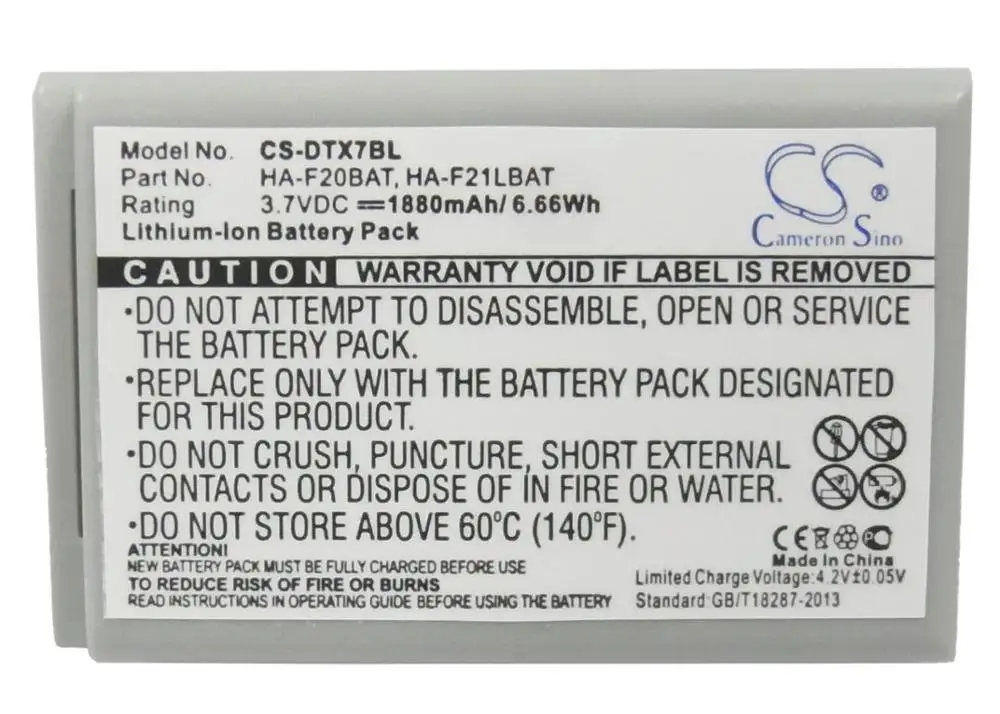 Model No. CS-DTX7BL
Part No. HA-F20BAT, HA-F21LBAT
Rating 3.7VDC ⎓1880mAh/ 6.66Wh
Lithium-Ion Battery Pack
CS®
Cameron Sino
CAUTION WARRANTY VOID IF LABEL IS REMOVED
•DO NOT ATTEMPT TO DISASSEMBLE, OPEN OR SERVICE
THE BATTERY PACK.
•REPLACE ONLY WITH THE BATTERY PACK DESIGNATED
FOR THIS PRODUCT.
•DO NOT CRUSH, PUNCTURE, SHORT EXTERNAL
CONTACTS OR DISPOSE OF IN FIRE OR WATER.
•DO NOT STORE ABOVE 60°C (140°F).
ATTENTION!
NEW BATTERY PACK MUST BE FULLY CHARGED BEFORE USE
TO REDUCE RISK OF FIRE OR BURNS
READ INSTRUCTIONS IN OPERATING GUIDE BEFORE USING THE BATTERY
CE
Made In China
Limited Charge Voltage:4.2V±0.05V
Standard:GB/T18287-2013